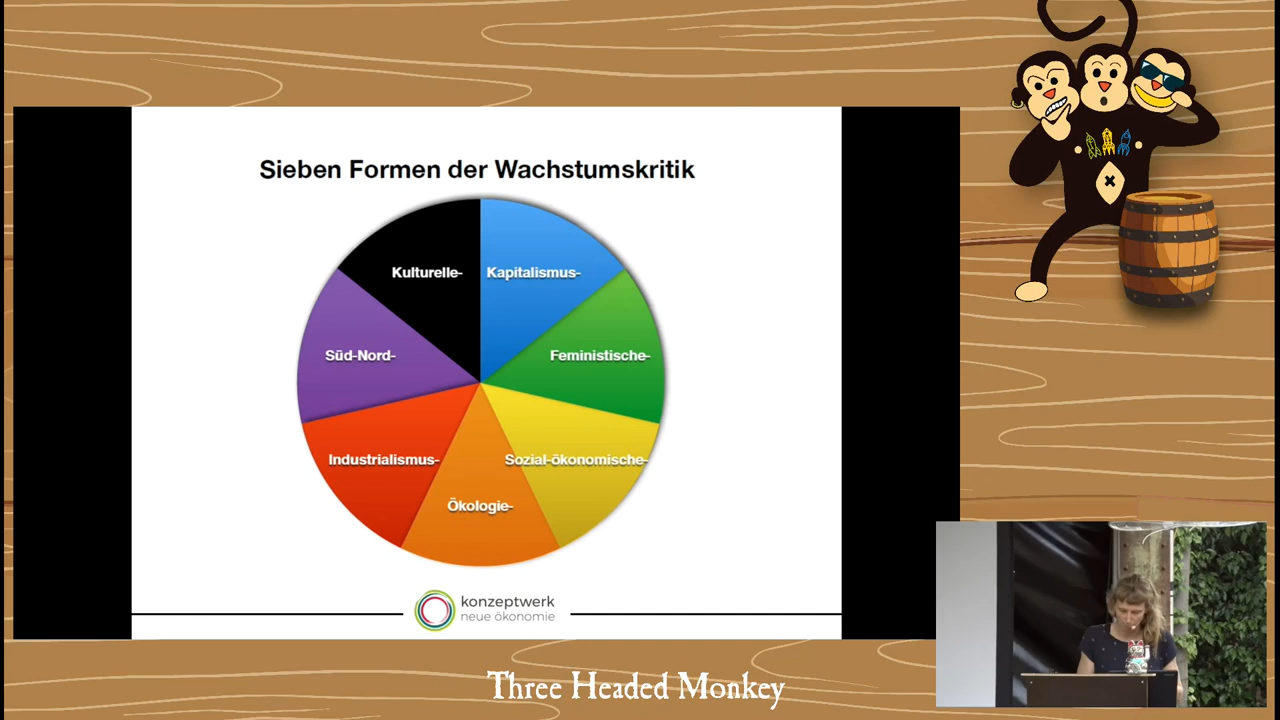 Sieben Formen der Wachstumskritik
Kulturelle-
Kapitalismus-
Süd-Nord-
Feministische-
Industrialismus-
Sozial-ökonomische-
Ökologie-
konzeptwerk
neue ökonomie
Three Headed Monkey